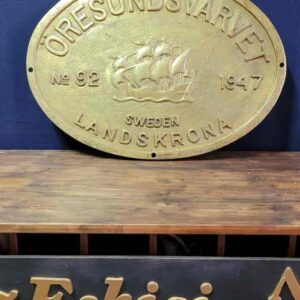 ÖRESUNDSVARVET
No 92 1947
SWEDEN
LANDSKRONA